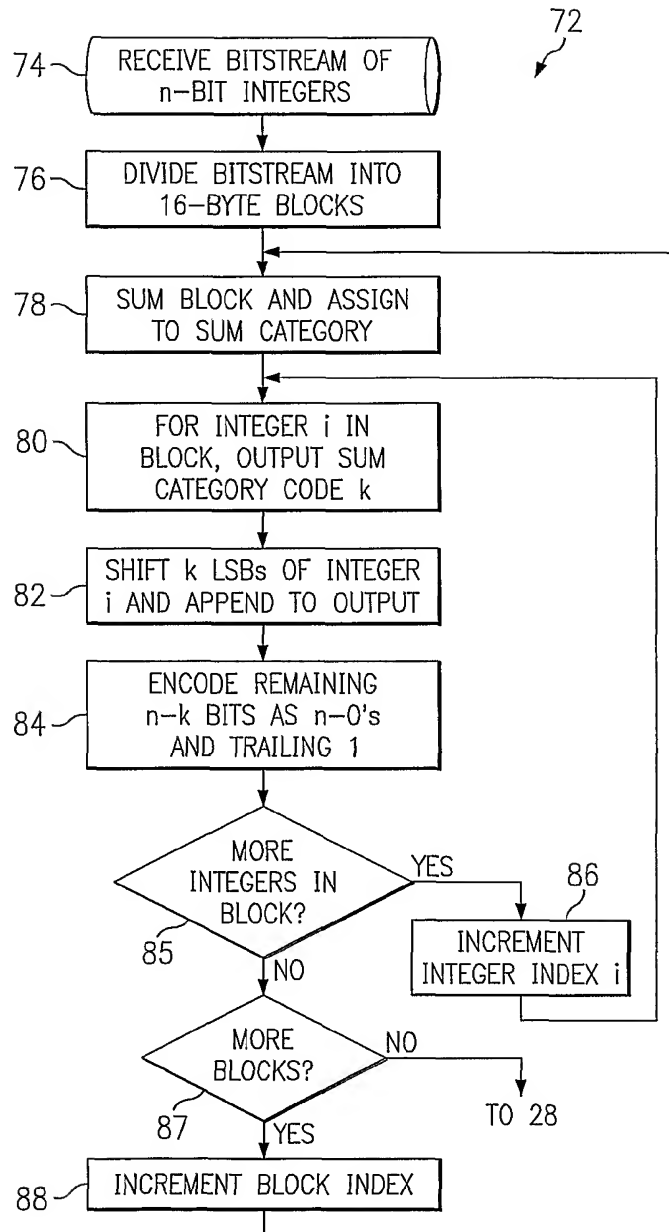 72
74
RECEIVE BITSTREAM OF
n-BIT INTEGERS
76
DIVIDE BITSTREAM INTO
16-BYTE BLOCKS
78
SUM BLOCK AND ASSIGN
TO SUM CATEGORY
80
FOR INTEGER i IN
BLOCK, OUTPUT SUM
CATEGORY CODE k
82
SHIFT k LSBs OF INTEGER
i AND APPEND TO OUTPUT
84
ENCODE REMAINING
n-k BITS AS n-0's
AND TRAILING 1
MORE
INTEGERS IN
BLOCK?
85
YES
86
INCREMENT
INTEGER INDEX i
NO
MORE
BLOCKS?
87
NO
TO 28
YES
88
INCREMENT BLOCK INDEX